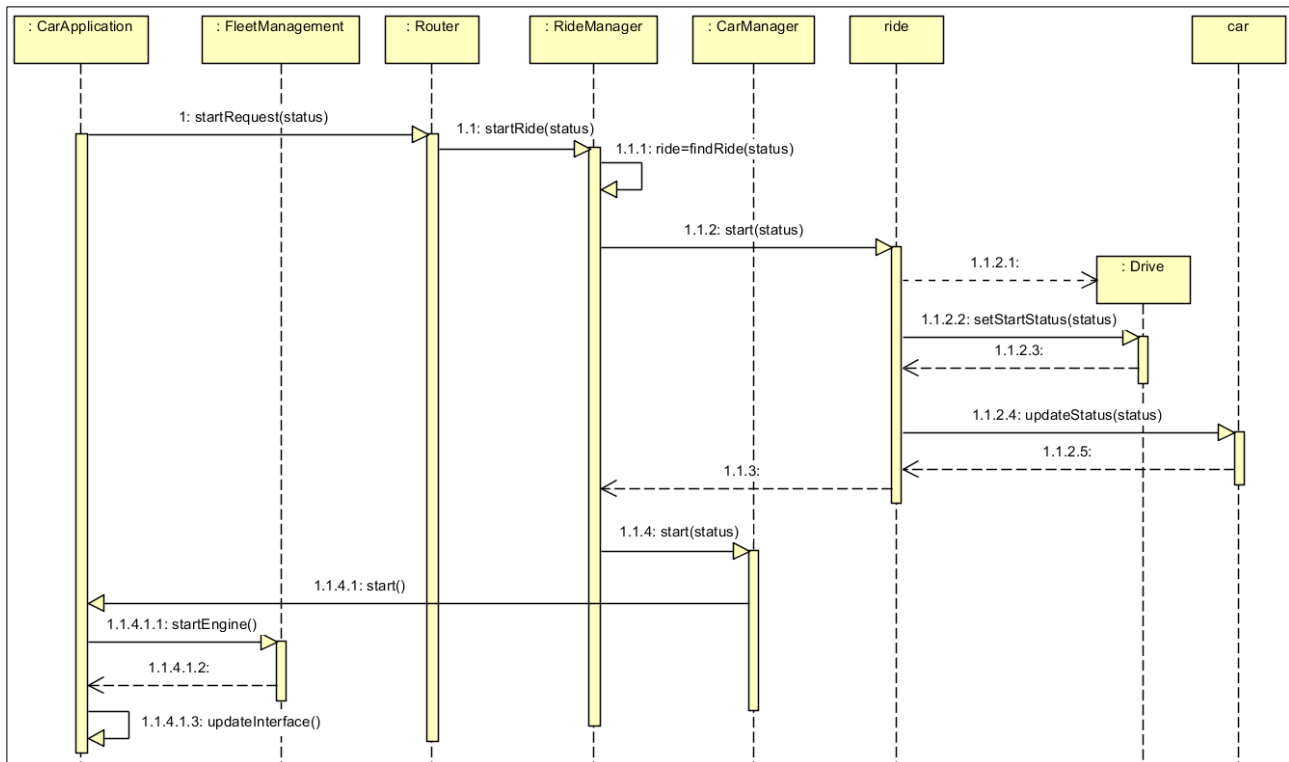 : CarApplication
: FleetManagement
: Router
: RideManager
: CarManager
ride
car
1: startRequest(status)
1.1: startRide(status)
1.1.1: ride=findRide(status)
1.1.2: start(status)
1.1.2.1:
: Drive
1.1.2.2: setStartStatus(status)
1.1.2.3:
1.1.2.4: updateStatus(status)
1.1.2.5:
1.1.3:
1.1.4: start(status)
1.1.4.1: start()
1.1.4.1.1: startEngine()
1.1.4.1.2:
1.1.4.1.3: updateInterface()